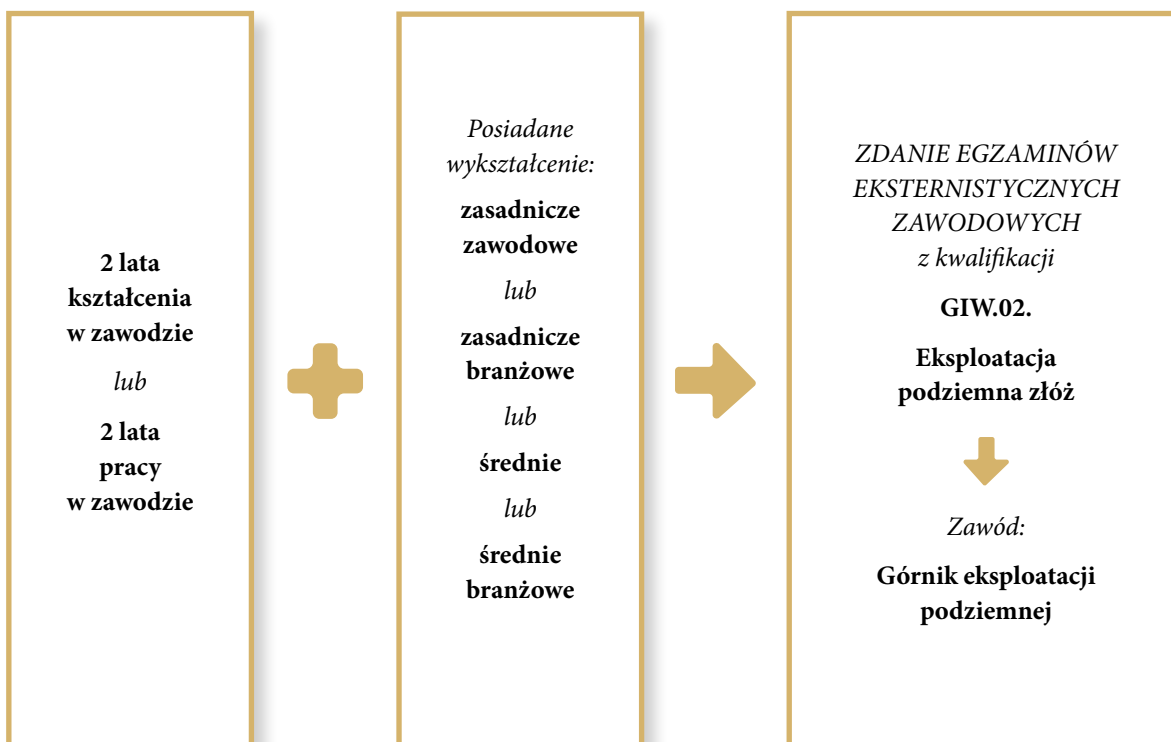 2 lata
kształcenia
w zawodzie
lub
2 lata
pracy
w zawodzie
Posiadane
wykształcenie:
zasadnicze
zawodowe
lub
zasadnicze
branżowe
lub
średnie
lub
średnie
branżowe
ZDANIE EGZAMINÓW
EKSTERNISTYCZNYCH
ZAWODOWYCH
z kwalifikacji
GIW.02.
Eksploatacja
podziemna złóż
Zawód:
Górnik eksploatacji
podziemnej